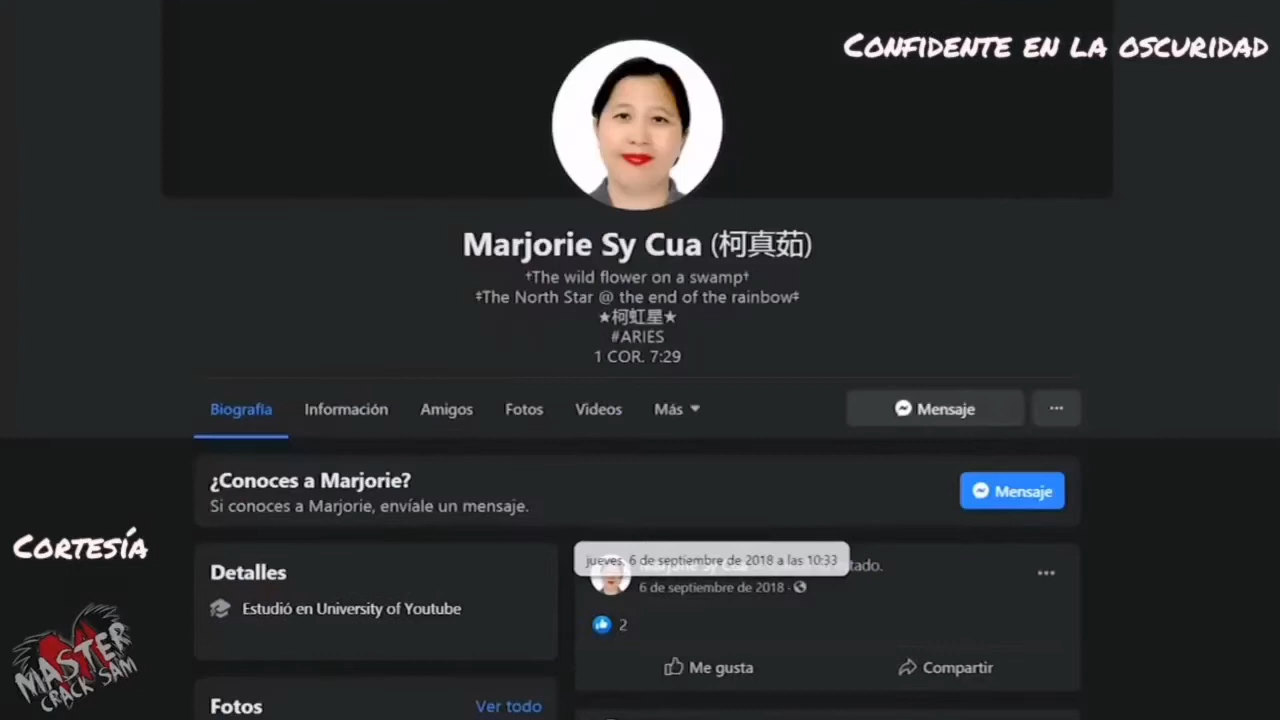 Confidente en la oscuridad
Marjorie Sy Cua (柯真茹)
†The wild flower on a swamp†
‡The North Star @ the end of the rainbow‡
★柯虹星★
#ARIES
1 COR. 7:29
Biografía
Información
Amigos
Fotos
Videos
Más
Mensaje
¿Conoces a Marjorie?
Si conoces a Marjorie, envíale un mensaje.
Mensaje
Cortesía
Detalles
Estudió en University of Youtube
jueves, 6 de septiembre de 2018 a las 10:33
tado.
6 de septiembre de 2018 ·
2
Me gusta
Compartir
Fotos
Ver todo
MASTER
CRACK SAM